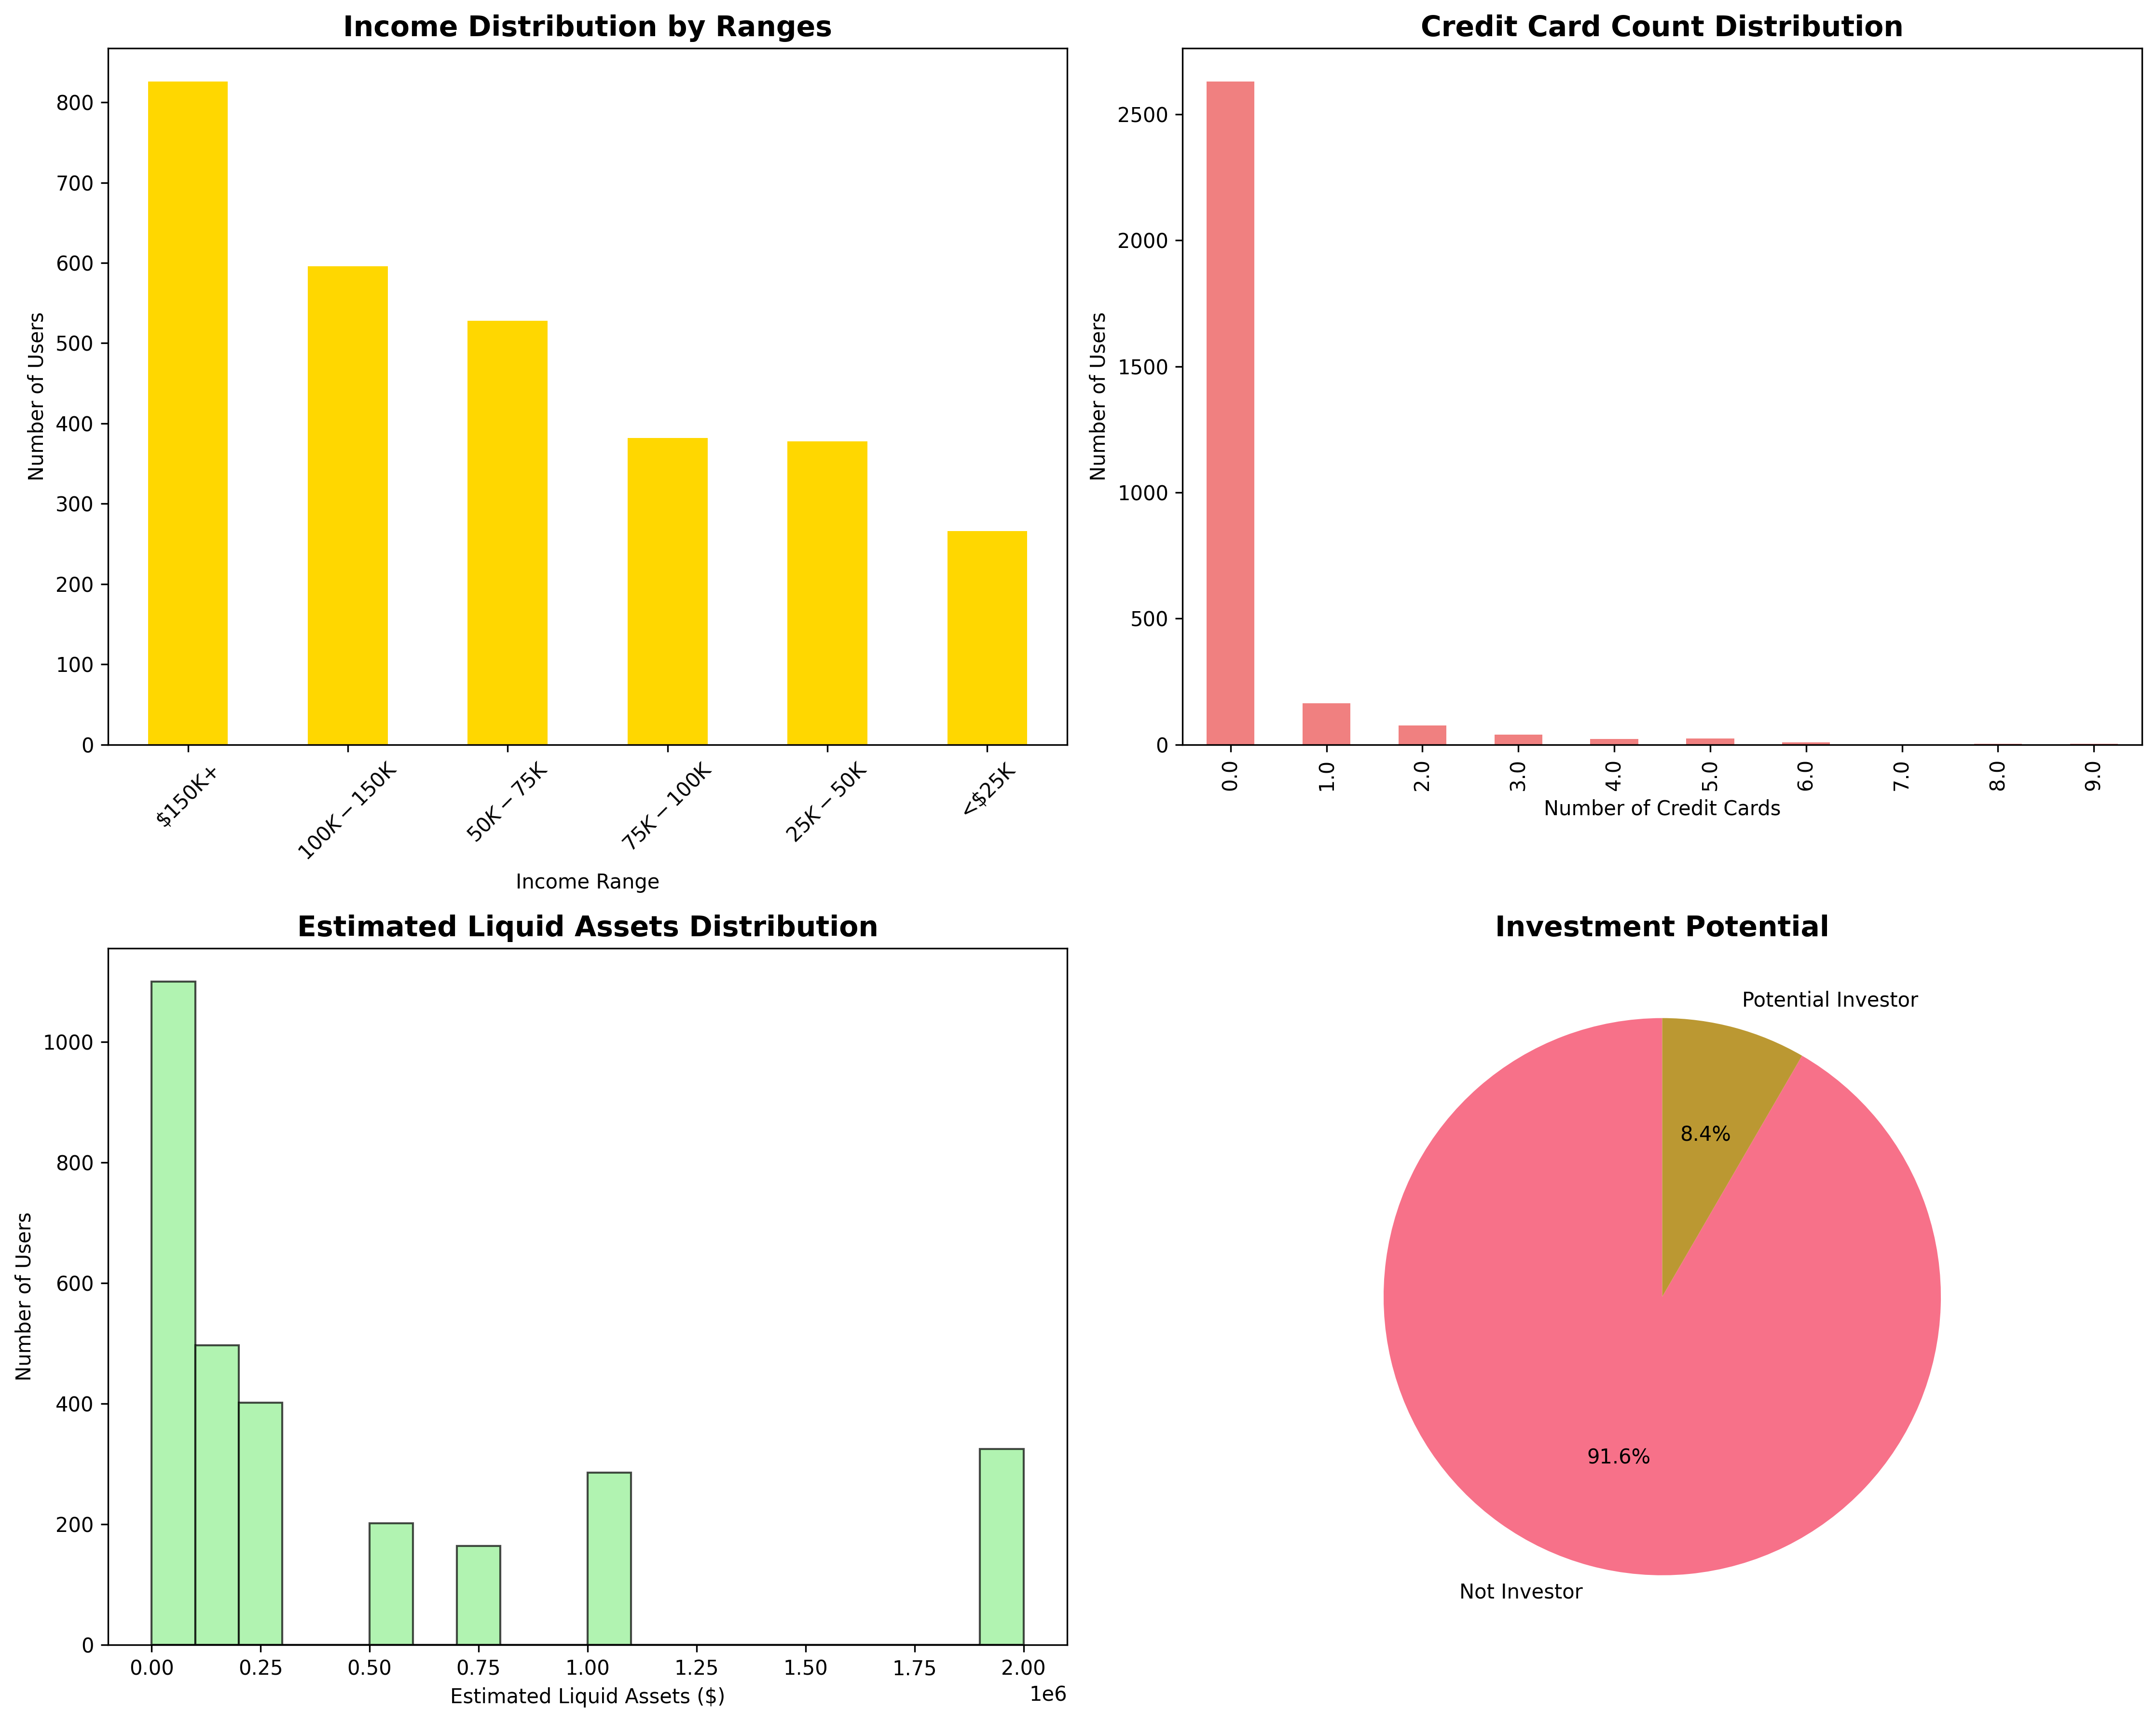 Income Distribution by Ranges
Number of Users
800
700
600
500
400
300
200
100
0
$150K+
100K − 150K
50K − 75K
75K − 100K
25K − 50K
<$25K
Income Range
Credit Card Count Distribution
Number of Users
2500
2000
1500
1000
500
0
0.0
1.0
2.0
3.0
4.0
5.0
6.0
7.0
8.0
9.0
Number of Credit Cards
Estimated Liquid Assets Distribution
Number of Users
1000
800
600
400
200
0
0.00
0.25
0.50
0.75
1.00
1.25
1.50
1.75
2.00
1e6
Estimated Liquid Assets ($)
Investment Potential
Potential Investor
8.4%
91.6%
Not Investor